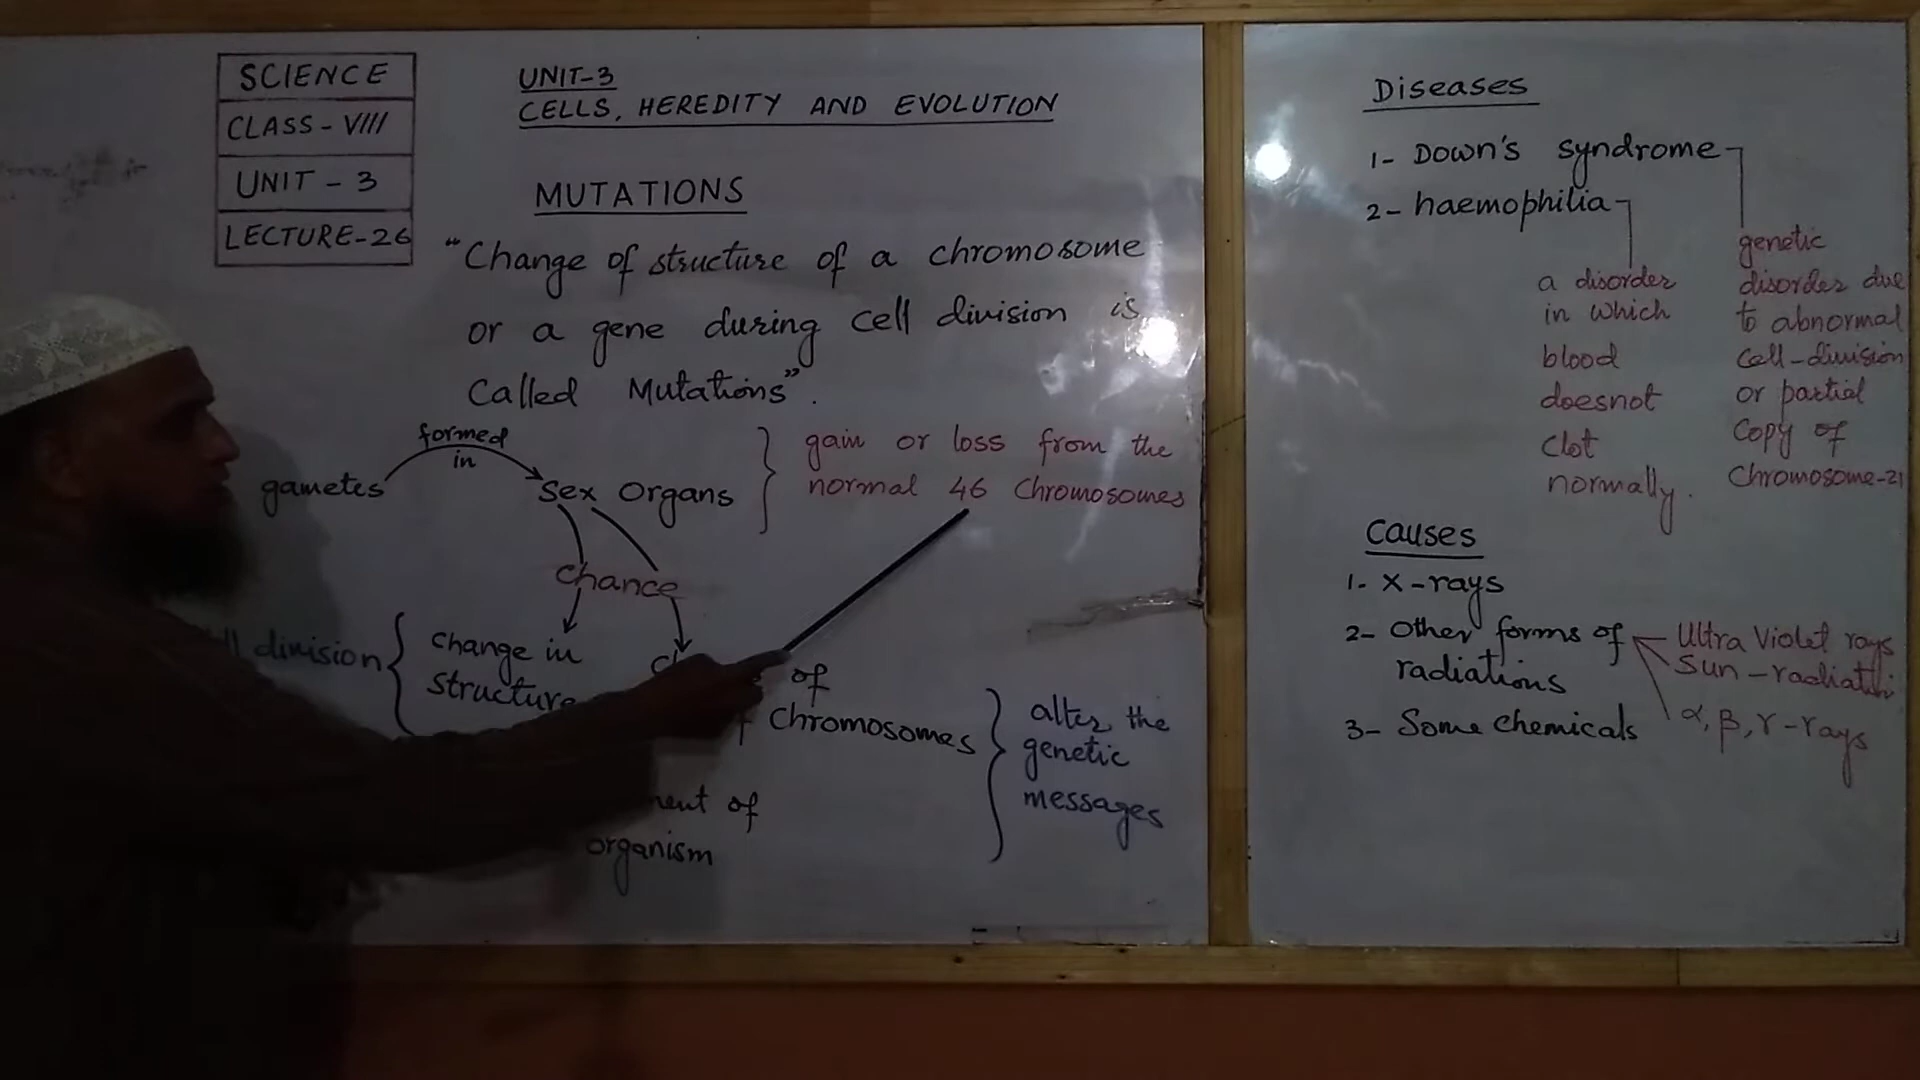 SCIENCE
CLASS - VIII
UNIT - 3
LECTURE-26
UNIT-3
CELLS, HEREDITY AND EVOLUTION
MUTATIONS
"Change of structure of a chromosome
or a gene during cell division is
Called Mutations".
formed
in
gametes
Sex Organs
gain or loss from the
normal 46 Chromosomes
Chance
division
change in
structure
of
Chromosomes
alter the
genetic
messages
of
organism
Diseases
1- Down's syndrome
2- haemophilia
a disorder
in which
blood
doesnot
Clot
normally.
genetic
disorder due
to abnormal
Cell-division
or partial
Copy of
Chromosome-21
Causes
1- X-rays
2- Other forms of
radiations
Ultra Violet rays
Sun-radiati
α, β, γ-rays
3- Some chemicals